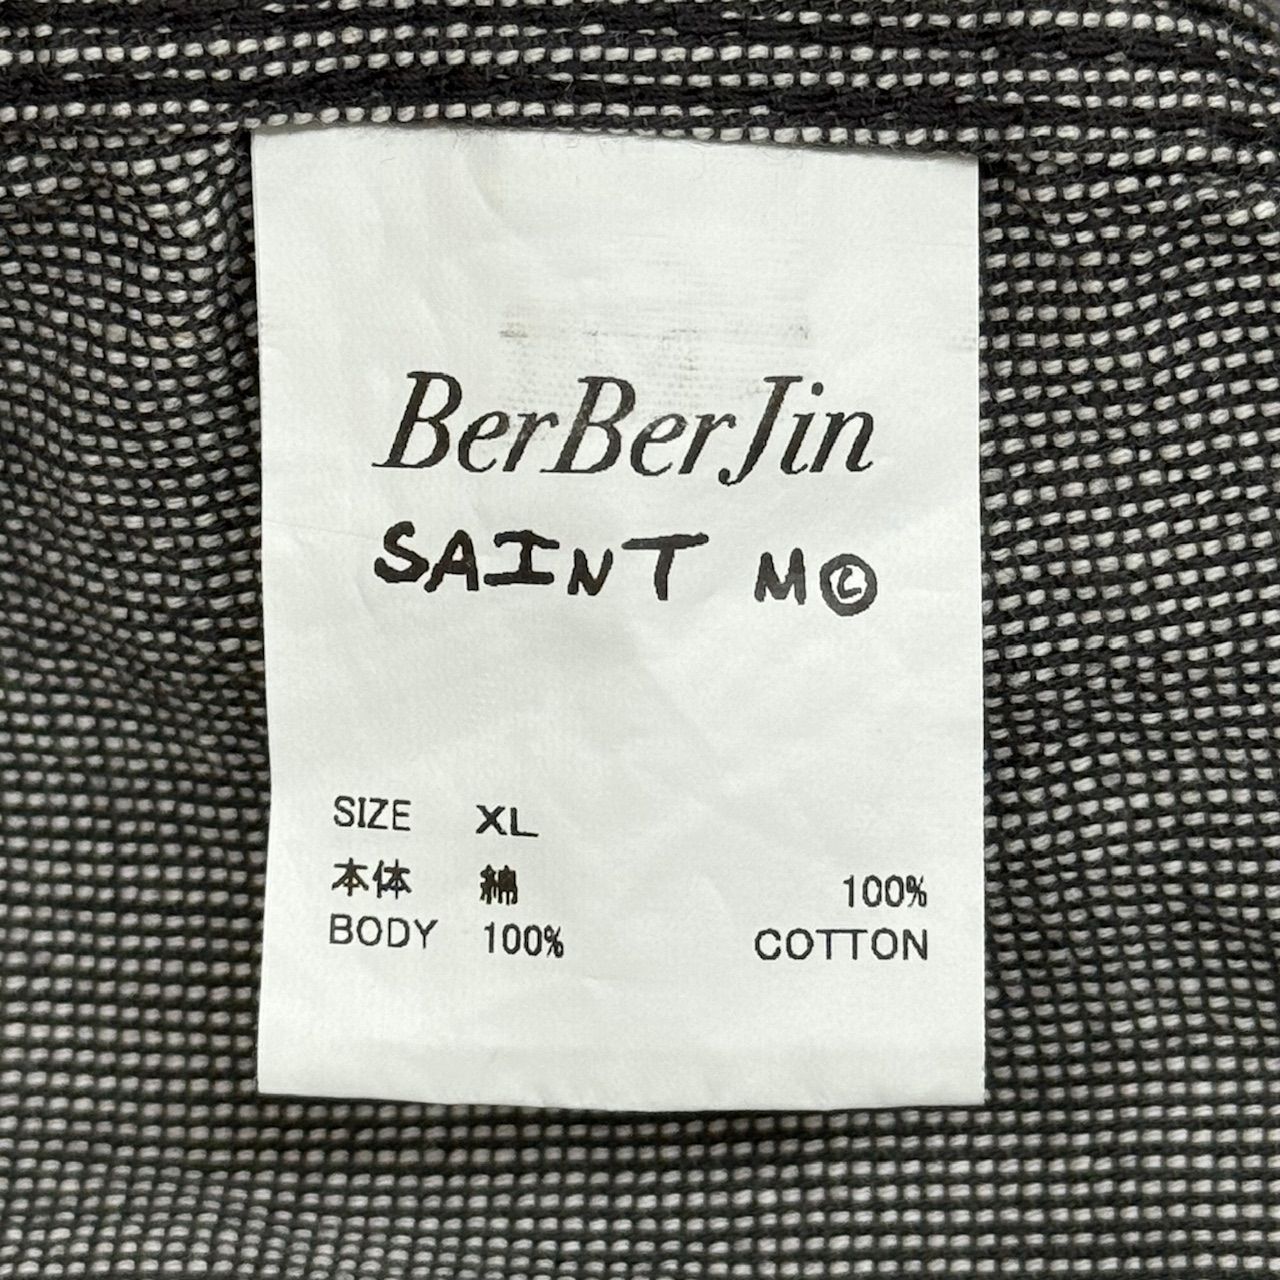 BerBerJin
SAINT M©
SIZE XL
本体 綿 100%
BODY 100% COTTON